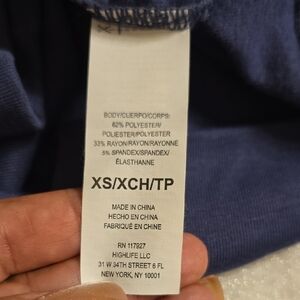 BODY/CUERPO/CORPS:
62% POLYESTER/
POLIESTER/POLYESTER
33% RAYON/RAYON/RAYONNE
5% SPANDEX/SPANDEX/
ÉLASTHANNE
XS/XCH/TP
MADE IN CHINA
HECHO EN CHINA
FABRIQUÉ EN CHINE
RN 117927
HIGHLIFE LLC
31 W 34TH STREET 6 FL
NEW YORK, NY 10001